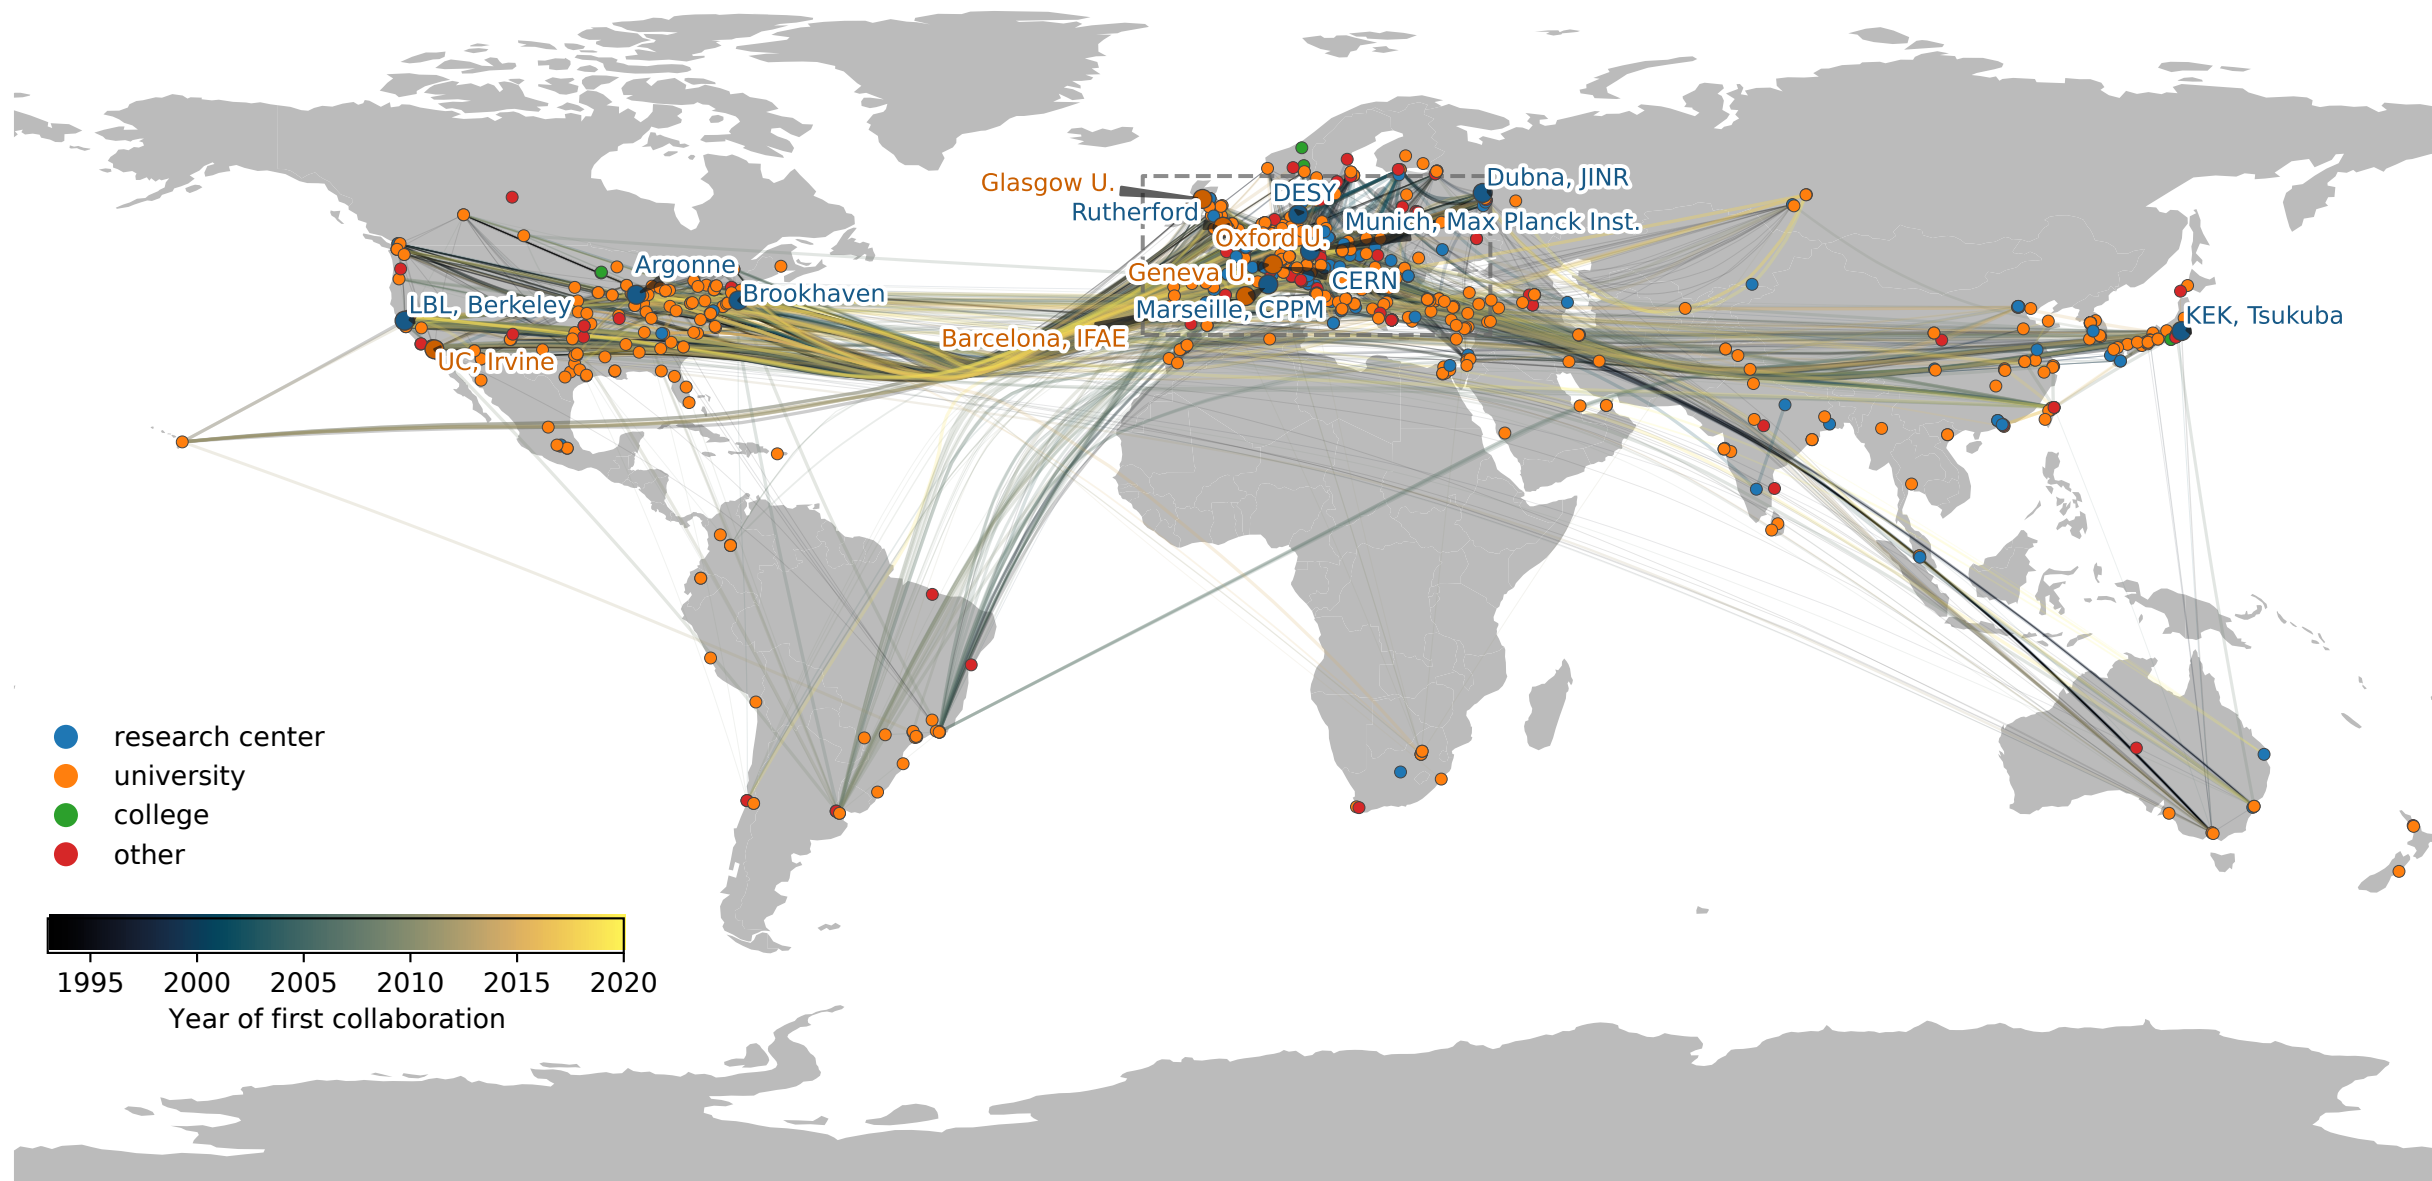 Glasgow U.
Rutherford
DESY
Dubna, JINR
Munich, Max Planck Inst.
Oxford U.
Geneva U.
CERN
Marseille, CPPM
Barcelona, IFAE
Argonne
Brookhaven
LBL, Berkeley
UC, Irvine
KEK, Tsukuba
research center
university
college
other
1995 2000 2005 2010 2015 2020
Year of first collaboration